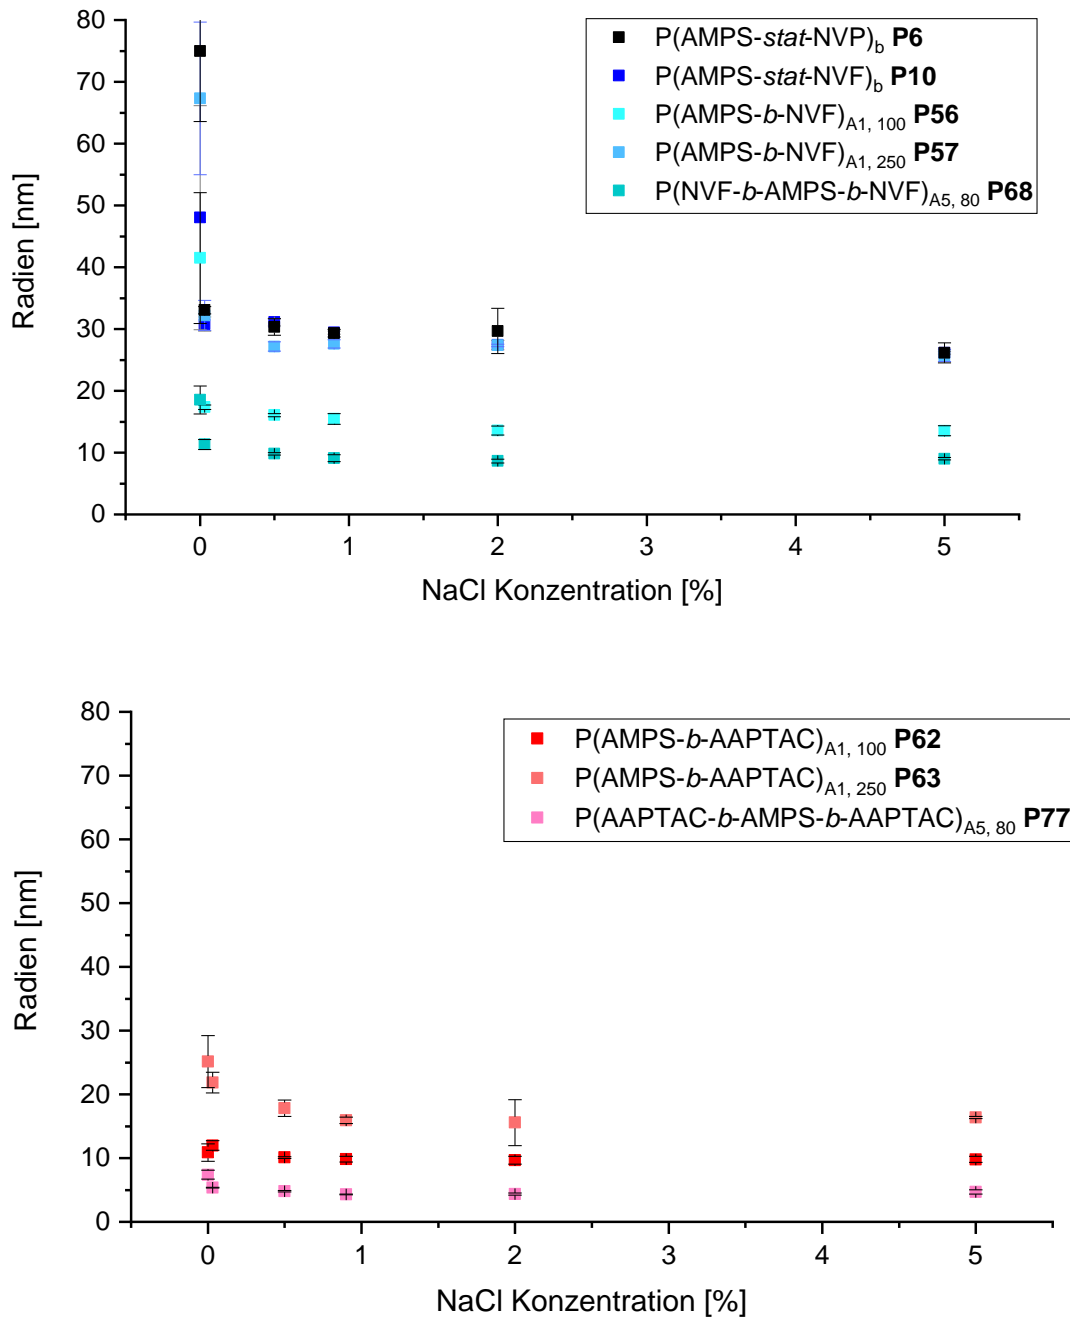 80
70
60
50
40
30
20
10
0
Radien [nm]
P(AMPS-stat-NVP)b P6
P(AMPS-stat-NVF)b P10
P(AMPS-b-NVF)A1, 100 P56
P(AMPS-b-NVF)A1, 250 P57
P(NVF-b-AMPS-b-NVF)A5, 80 P68
0 1 2 3 4 5
NaCl Konzentration [%]
80
70
60
50
40
30
20
10
0
Radien [nm]
P(AMPS-b-AAPTAC)A1, 100 P62
P(AMPS-b-AAPTAC)A1, 250 P63
P(AAPTAC-b-AMPS-b-AAPTAC)A5, 80 P77
0 1 2 3 4 5
NaCl Konzentration [%]